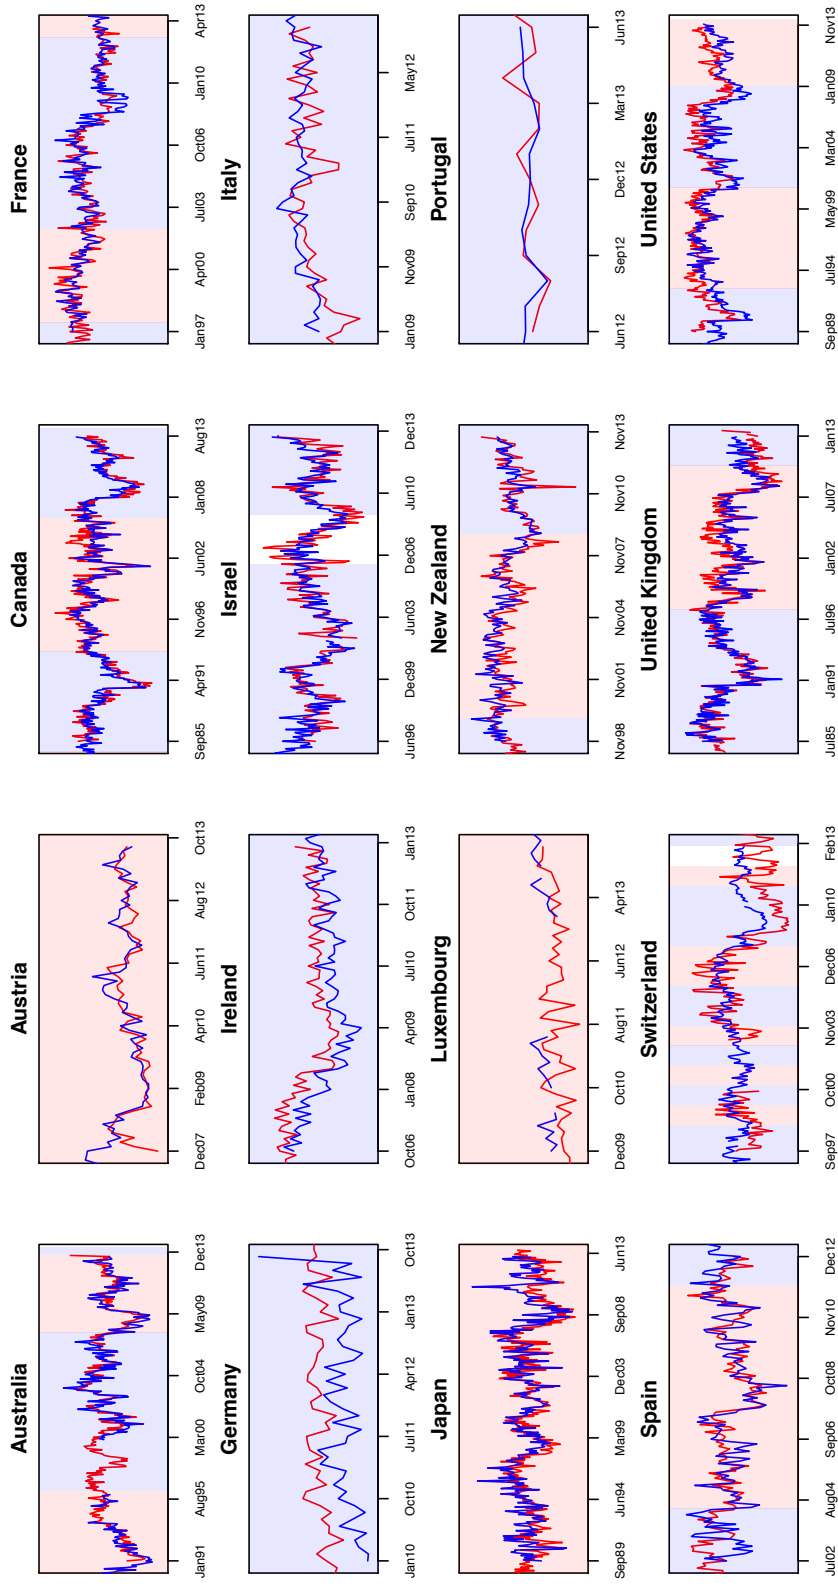 Australia Austria Canada France
Jan91 Aug95 Mar00 Oct04 May09 Dec13 Dec07 Feb09 Apr10 Jun11 Aug12 Oct13 Sep85 Apr91 Nov96 Jun02 Jan08 Aug13 Jan97 Apr00 Jul03 Oct06 Jan10 Apr13
Germany Ireland Israel Italy
Jan10 Oct10 Jul11 Apr12 Jan13 Oct13 Oct06 Jan08 Apr09 Jul10 Oct11 Jan13 Jun96 Dec99 Jun03 Dec06 Jun10 Dec13 Jan09 Nov09 Sep10 Jul11 May12
Japan Luxembourg New Zealand Portugal
Sep89 Jun94 Mar99 Dec03 Sep08 Jun13 Dec09 Oct10 Aug11 Jun12 Apr13 Nov98 Nov01 Nov04 Nov07 Nov10 Nov13 Jun12 Sep12 Dec12 Mar13 Jun13
Spain Switzerland United Kingdom United States
Jul02 Aug04 Sep06 Oct08 Nov10 Dec12 Sep97 Oct00 Nov03 Dec06 Jan10 Feb13 Jul85 Jan91 Jul96 Jan02 Jul07 Jan13 Sep89 Jul94 May99 Mar04 Jan09 Nov13